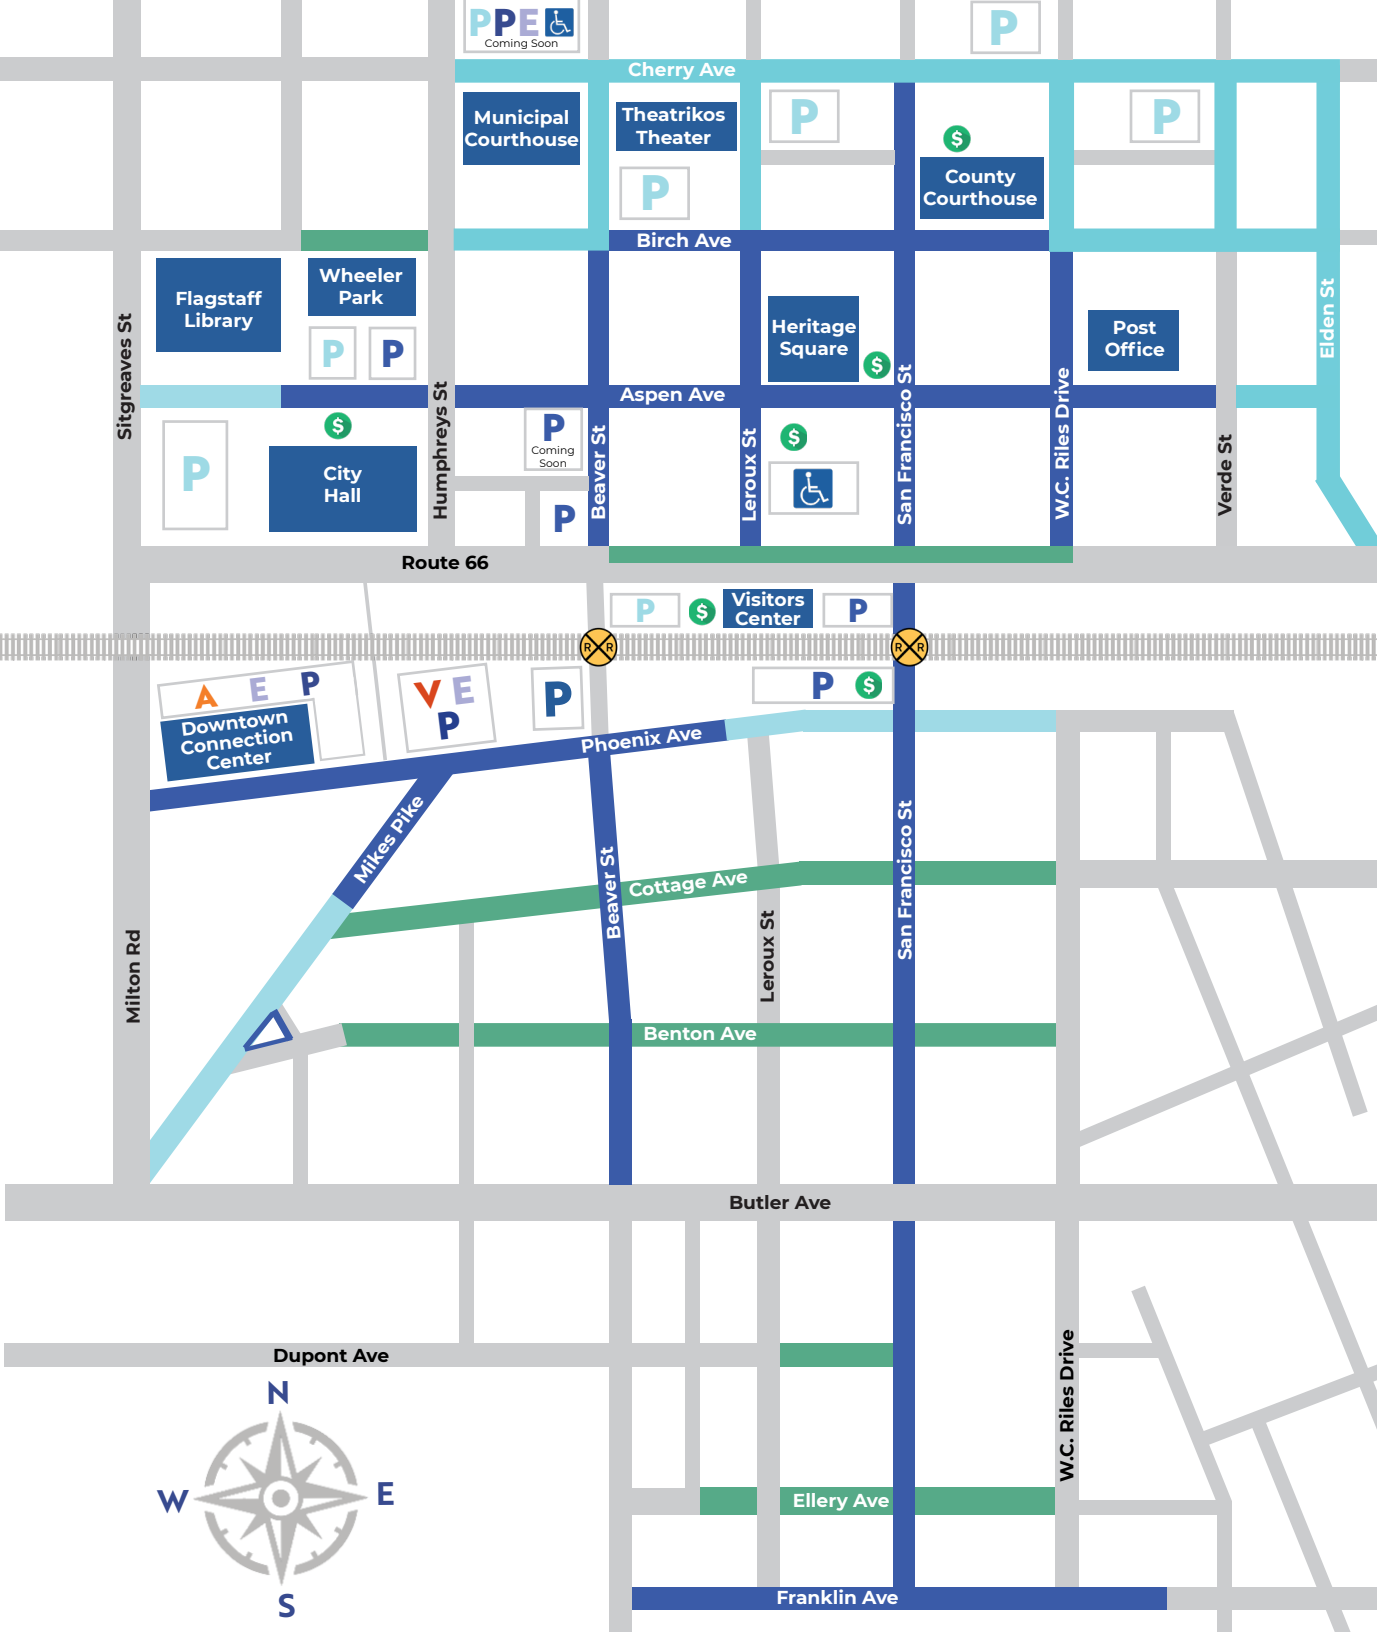 P P E
Coming Soon
P
Cherry Ave
Municipal
Courthouse
Theatrikos
Theater
P
P
$
County
Courthouse
P
Birch Ave
Flagstaff
Library
Wheeler
Park
P
P
Heritage
Square
$
Post
Office
Elden St
Sitgreaves St
Humphreys St
Aspen Ave
San Francisco St
W.C. Riles Drive
P
$
City
Hall
P
Coming
Soon
P
Beaver St
Leroux St
$
Verde St
Route 66
P
$
Visitors
Center
P
R R
R R
A E P
Downtown
Connection
Center
V E
P
P
P $
Phoenix Ave
Mikes Pike
Beaver St
Cottage Ave
San Francisco St
Leroux St
Milton Rd
Benton Ave
Butler Ave
Dupont Ave
W.C. Riles Drive
N
W
E
S
Ellery Ave
Franklin Ave